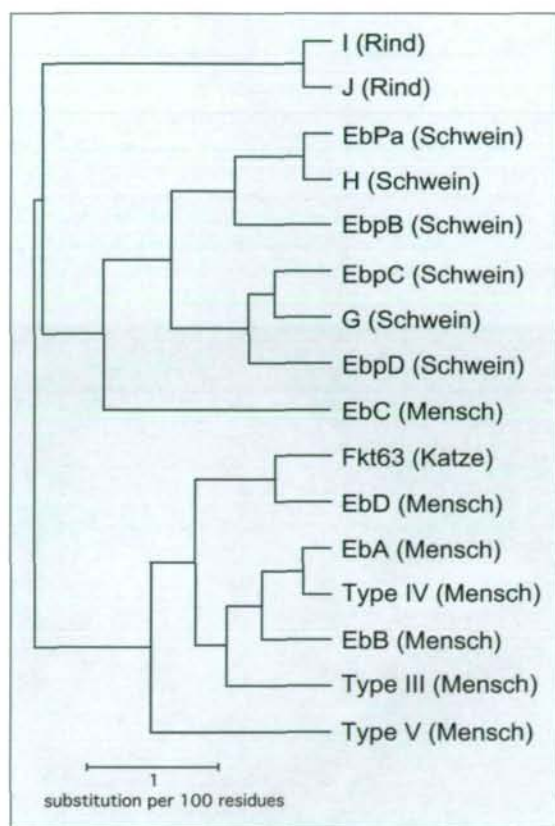 I (Rind)
J (Rind)
EbPa (Schwein)
H (Schwein)
EbpB (Schwein)
EbpC (Schwein)
G (Schwein)
EbpD (Schwein)
EbC (Mensch)
Fkt63 (Katze)
EbD (Mensch)
EbA (Mensch)
Type IV (Mensch)
EbB (Mensch)
Type III (Mensch)
Type V (Mensch)
1
substitution per 100 residues